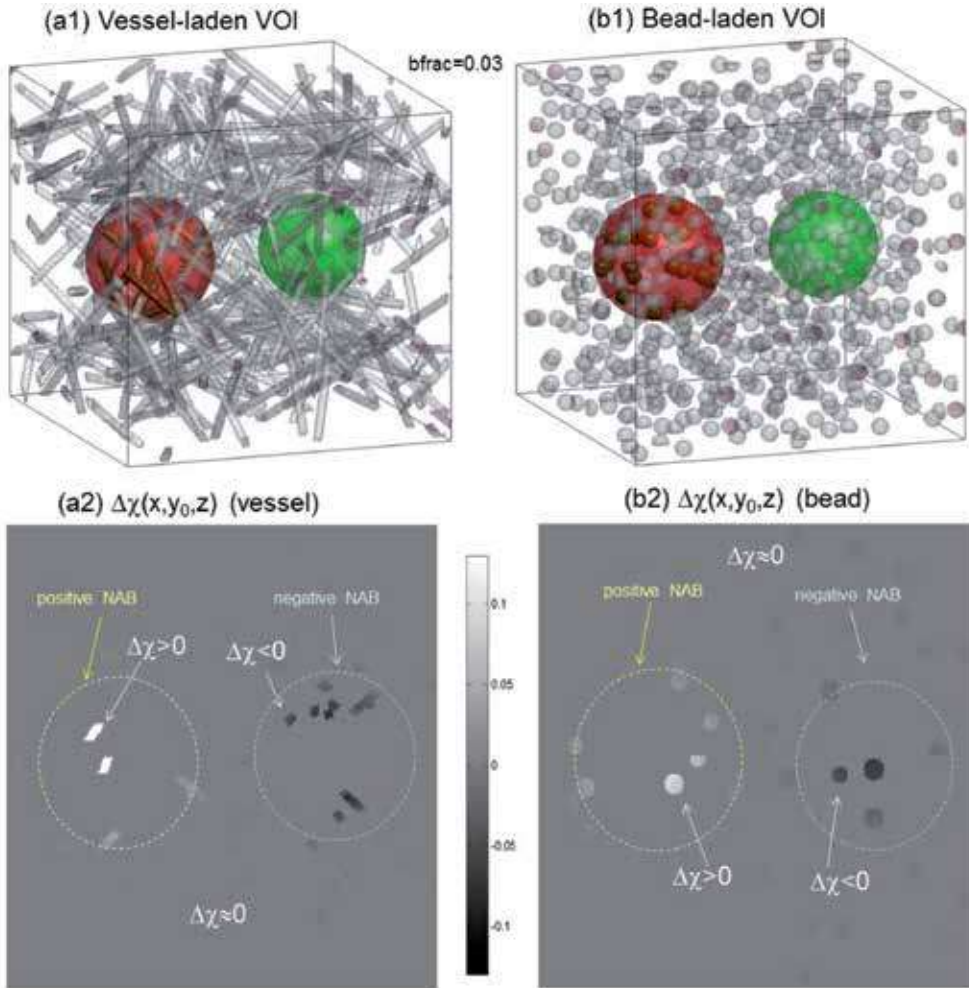 (a1) Vessel-laden VOI
(b1) Bead-laden VOI
bfrac=0.03
(a2) Δχ(x,y₀,z) (vessel)
(b2) Δχ(x,y₀,z) (bead)
positive NAB
negative NAB
Δχ>0
Δχ<0
Δχ≈0
0.1
0.05
0
-0.05
-0.1
Δχ≈0
positive NAB
negative NAB
Δχ>0
Δχ<0